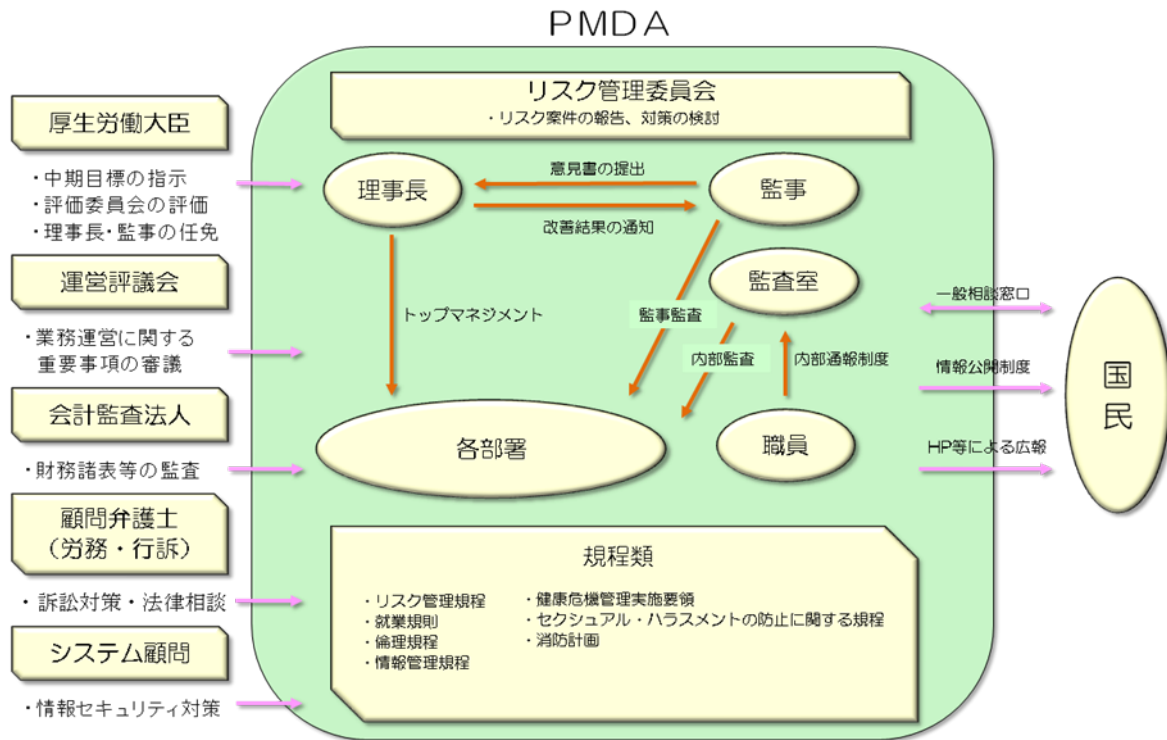 PMDA
リスク管理委員会
・リスク案件の報告、対策の検討
厚生労働大臣
・中期目標の指示
・評価委員会の評価
・理事長・監事の任免
運営評議会
・業務運営に関する
重要事項の審議
会計監査法人
・財務諸表等の監査
顧問弁護士
（労務・行訴）
・訴訟対策・法律相談
システム顧問
・情報セキュリティ対策
理事長
意見書の提出
監事
改善結果の通知
監査室
トップマネジメント
監事監査
内部監査
内部通報制度
各部署
職員
規程類
・リスク管理規程
・就業規則
・倫理規程
・情報管理規程
・健康危機管理実施要領
・セクシュアル・ハラスメントの防止に関する規程
・消防計画
一般相談窓口
情報公開制度
HP等による広報
国民